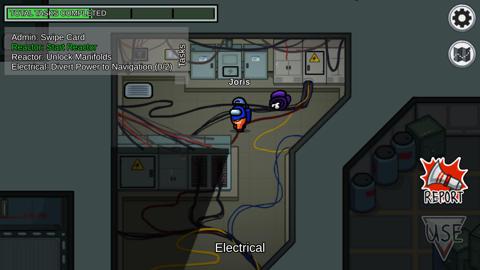 TOTAL TASKS COMPLETED
Admin: Swipe Card
Reactor: Start Reactor
Reactor: Unlock Manifolds
Electrical: Divert Power to Navigation (0/2)
Tasks
Joris
REPORT
USE
Electrical